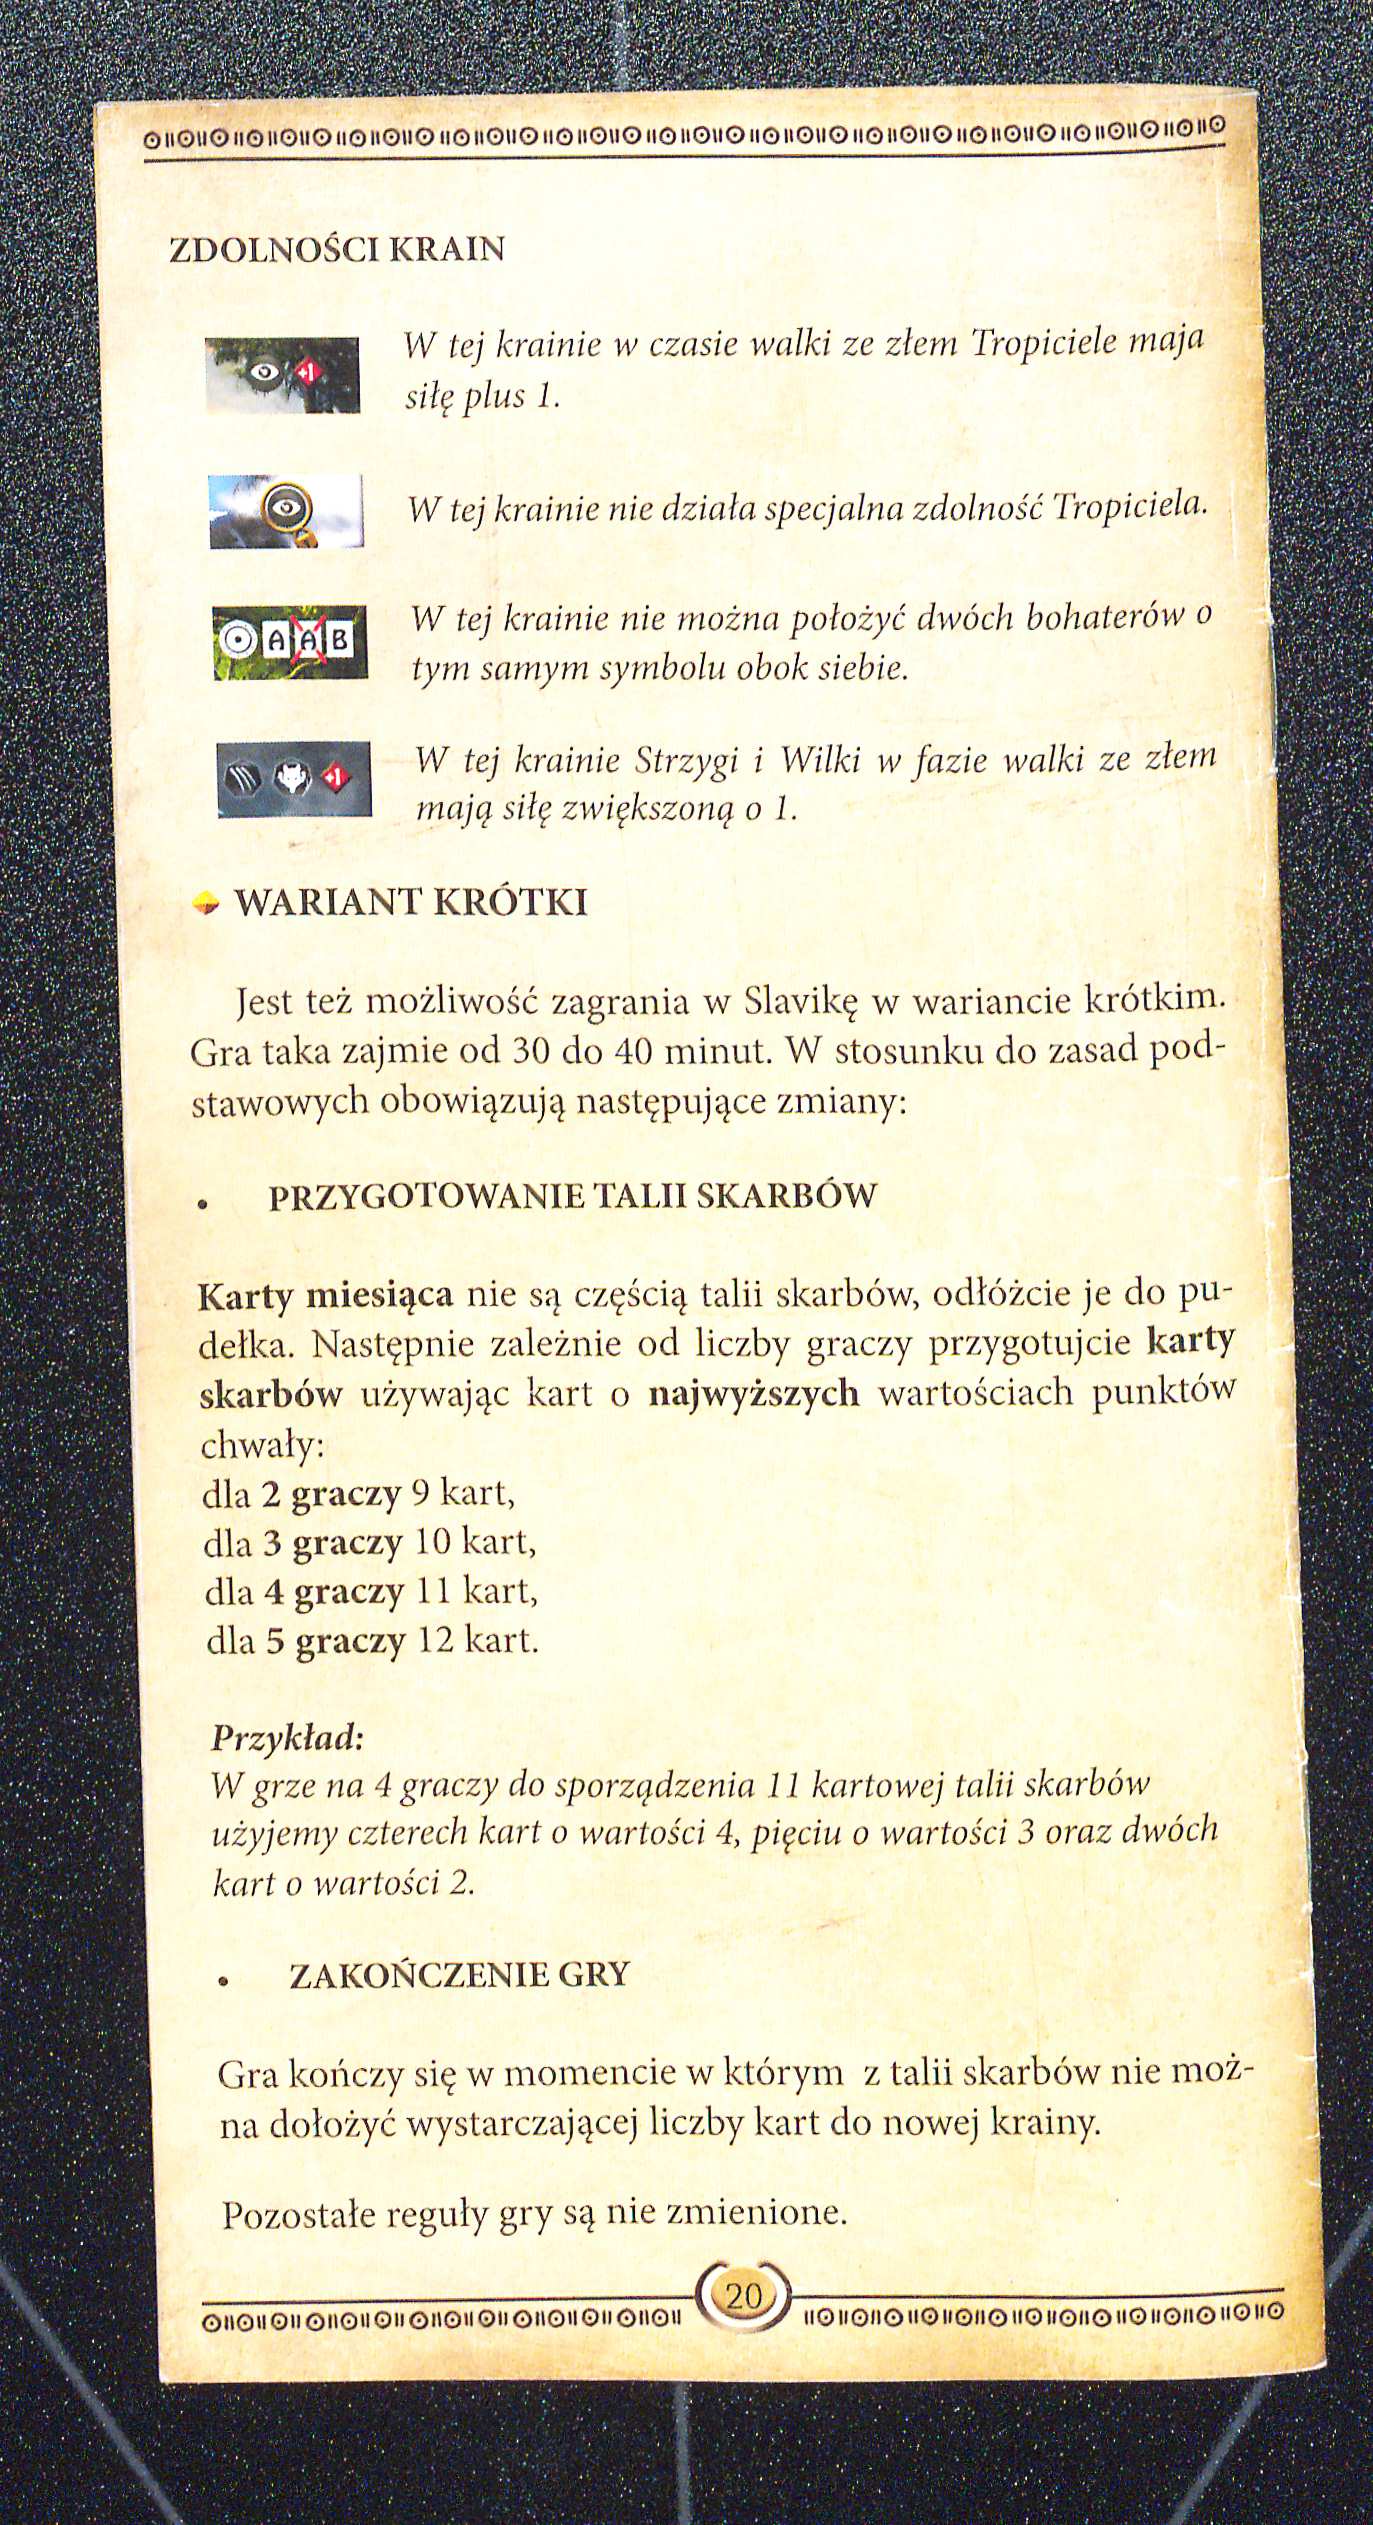 ZDOLNOŚCI KRAIN
+1
W tej krainie w czasie walki ze złem Tropiciele maja
siłę plus 1.
W tej krainie nie działa specjalna zdolność Tropiciela.
A A B
W tej krainie nie można położyć dwóch bohaterów o
tym samym symbolu obok siebie.
+1
W tej krainie Strzygi i Wilki w fazie walki ze złem
mają siłę zwiększoną o 1.
WARIANT KRÓTKI
Jest też możliwość zagrania w Slavikę w wariancie krótkim.
Gra taka zajmie od 30 do 40 minut. W stosunku do zasad pod-
stawowych obowiązują następujące zmiany:
• PRZYGOTOWANIE TALII SKARBÓW
Karty miesiąca nie są częścią talii skarbów, odłóżcie je do pu-
dełka. Następnie zależnie od liczby graczy przygotujcie karty
skarbów używając kart o najwyższych wartościach punktów
chwały:
dla 2 graczy 9 kart,
dla 3 graczy 10 kart,
dla 4 graczy 11 kart,
dla 5 graczy 12 kart.
Przykład:
W grze na 4 graczy do sporządzenia 11 kartowej talii skarbów
użyjemy czterech kart o wartości 4, pięciu o wartości 3 oraz dwóch
kart o wartości 2.
• ZAKOŃCZENIE GRY
Gra kończy się w momencie w którym z talii skarbów nie moż-
na dołożyć wystarczającej liczby kart do nowej krainy.
Pozostałe reguły gry są nie zmienione.
20